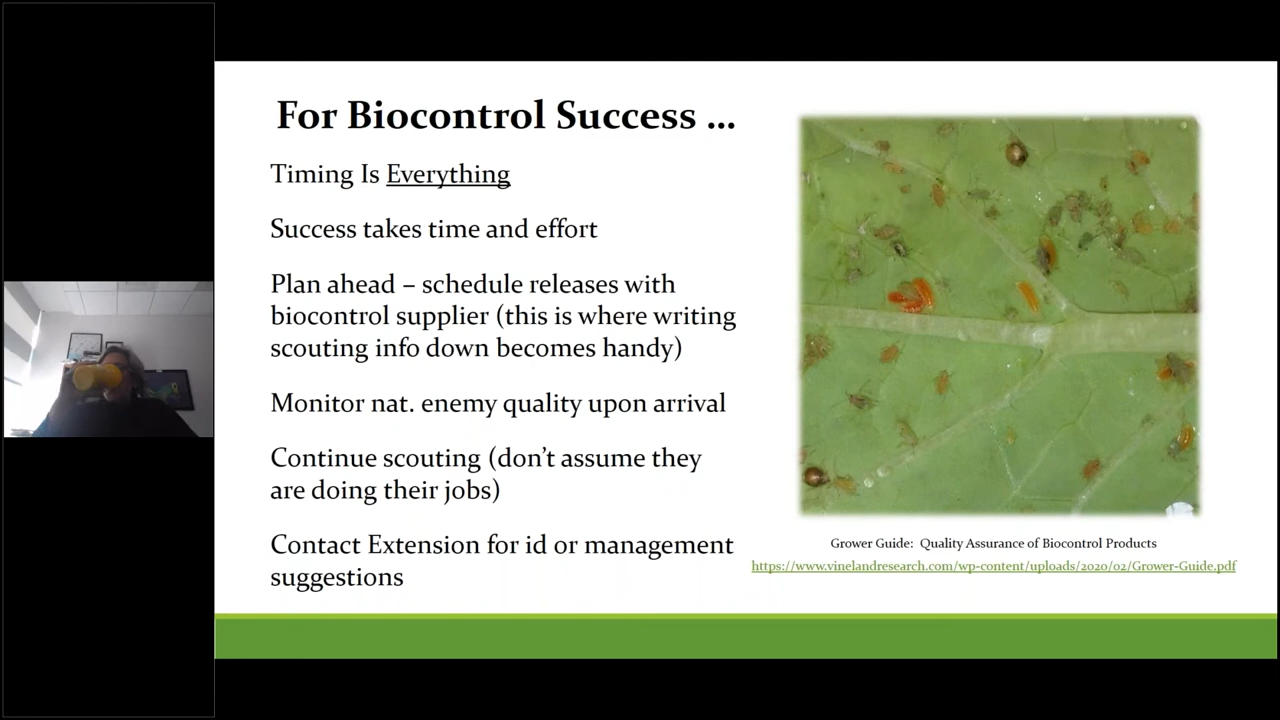 For Biocontrol Success ...
Timing Is Everything
Success takes time and effort
Plan ahead – schedule releases with
biocontrol supplier (this is where writing
scouting info down becomes handy)
Monitor nat. enemy quality upon arrival
Continue scouting (don't assume they
are doing their jobs)
Contact Extension for id or management
suggestions
Grower Guide: Quality Assurance of Biocontrol Products
https://www.vinelandresearch.com/wp-content/uploads/2020/02/Grower-Guide.pdf